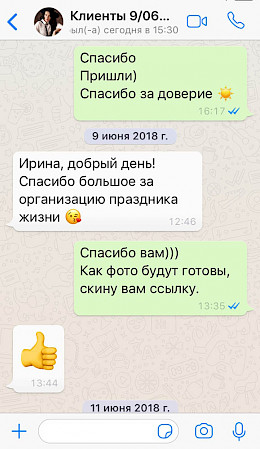 Клиенты 9/06...
был(-а) сегодня в 15:30
Спасибо
Пришли)
Спасибо за доверие ☀️
16:17
9 июня 2018 г.
Ирина, добрый день!
Спасибо большое за
организацию праздника
жизни 😘
12:46
Спасибо вам)))
Как фото будут готовы,
скину вам ссылку.
13:35
👍
13:44
11 июня 2018 г.